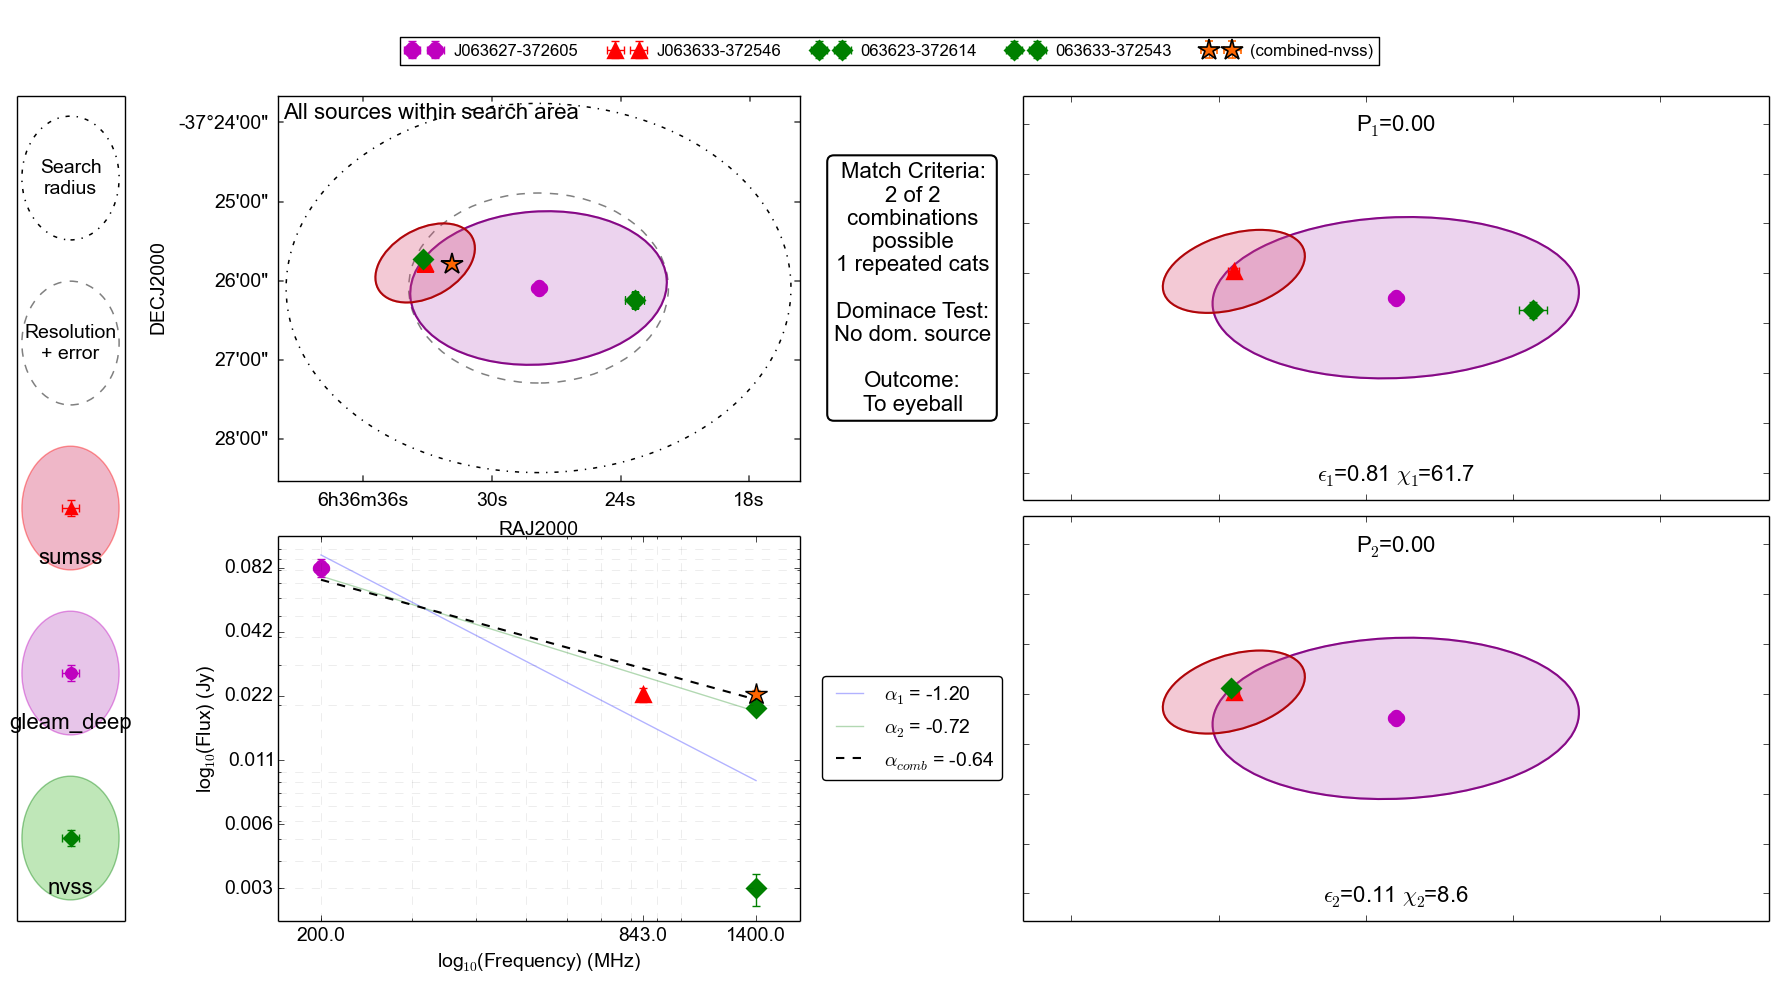 J063627-372605
J063633-372546
063623-372614
063633-372543
(combined-nvss)
Search
radius
Resolution
+ error
sumss
gleam_deep
nvss
All sources within search area
-37°24'00"
25'00"
26'00"
27'00"
28'00"
DECJ2000
6h36m36s
30s
24s
18s
RAJ2000
Match Criteria:
2 of 2
combinations
possible
1 repeated cats
Dominace Test:
No dom. source
Outcome:
To eyeball
P1=0.00
ϵ1=0.81 χ1=61.7
0.082
0.042
0.022
0.011
0.006
0.003
log10(Flux) (Jy)
200.0
843.0
1400.0
log10(Frequency) (MHz)
α1 = -1.20
α2 = -0.72
αcomb = -0.64
P2=0.00
ϵ2=0.11 χ2=8.6